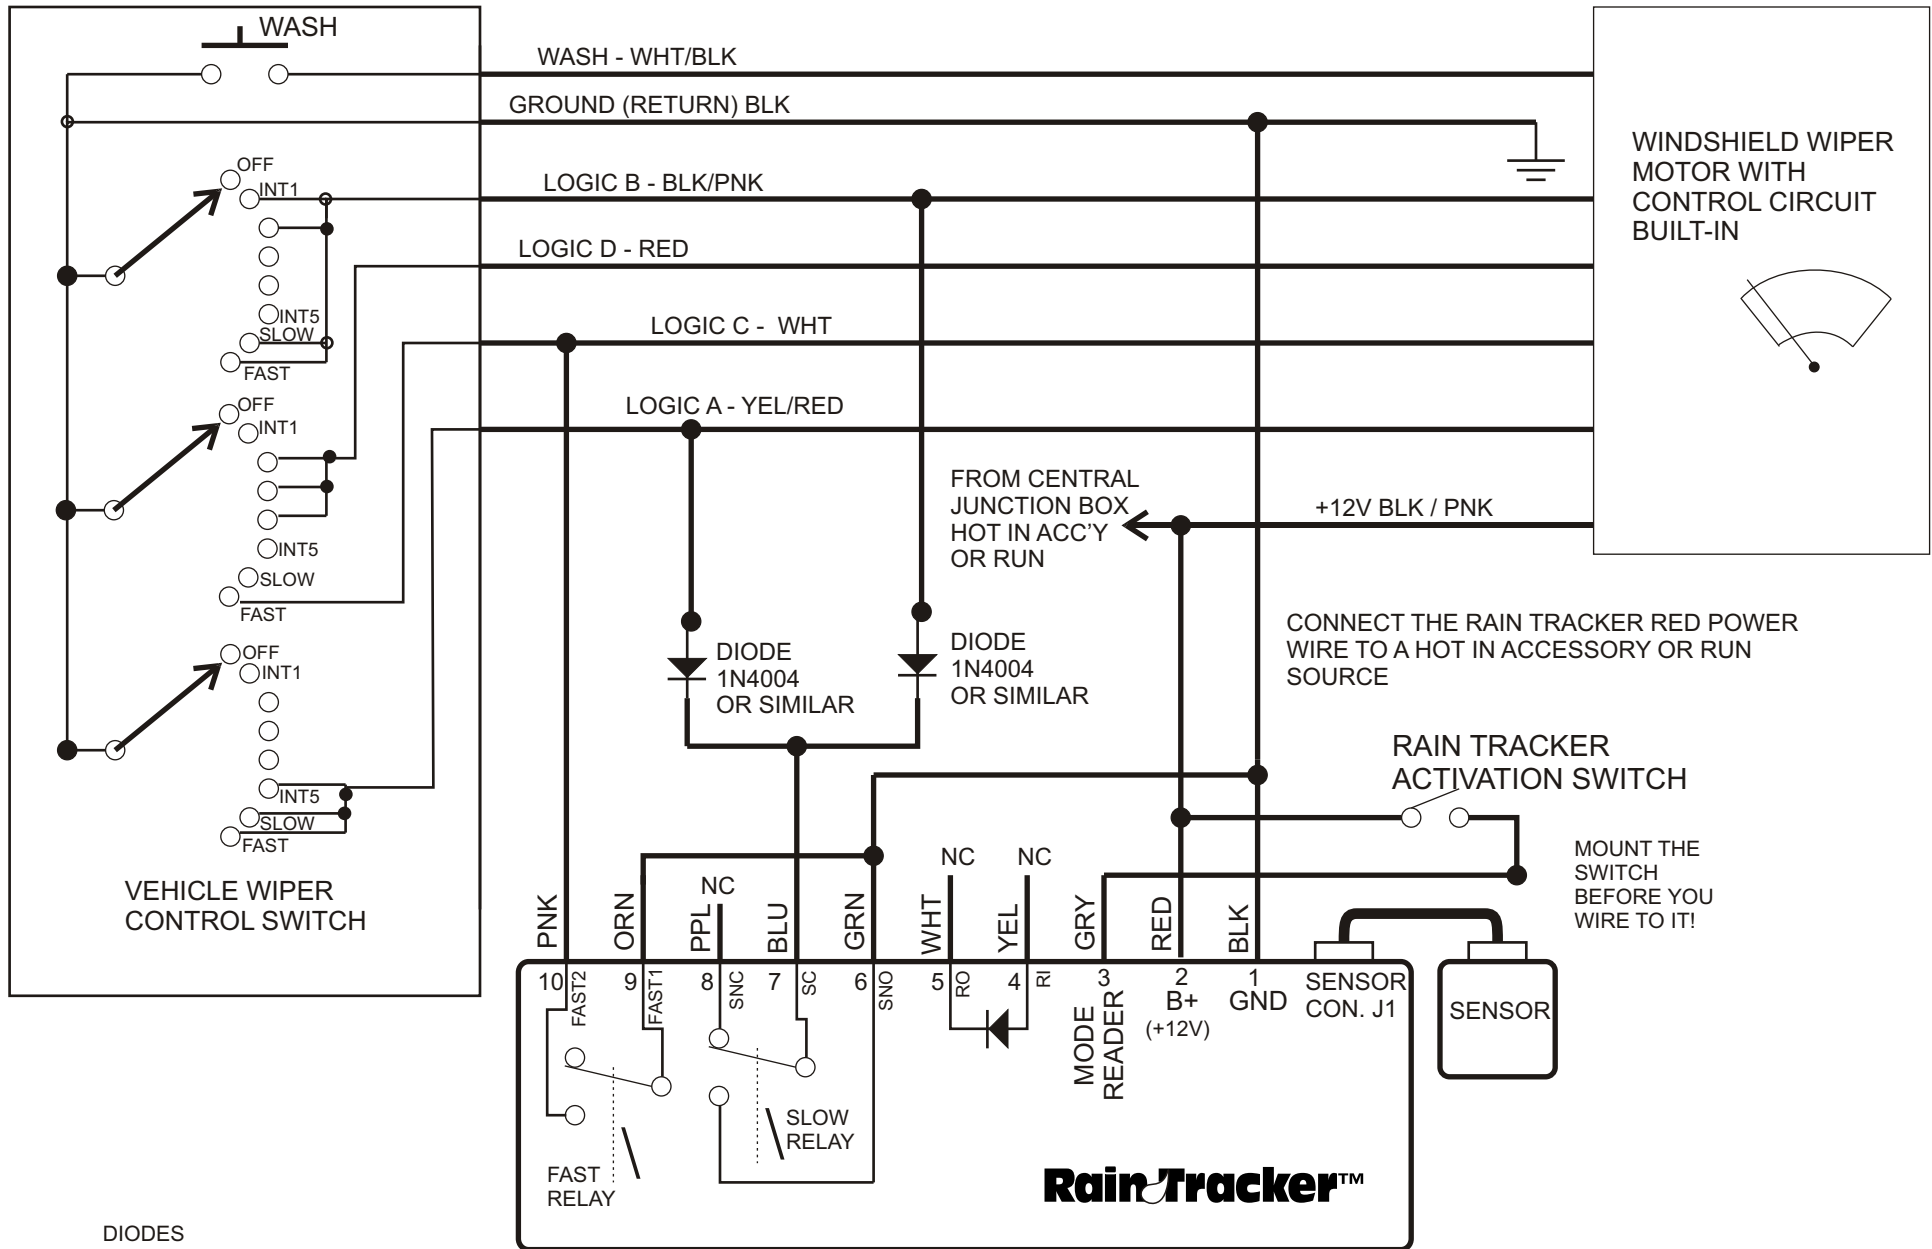 WASH
WASH - WHT/BLK
GROUND (RETURN) BLK
LOGIC B - BLK/PNK
LOGIC D - RED
LOGIC C - WHT
LOGIC A - YEL/RED
OFF
INT1
INT5
SLOW
FAST
OFF
INT1
INT5
SLOW
FAST
OFF
INT1
INT5
SLOW
FAST
VEHICLE WIPER
CONTROL SWITCH
WINDSHIELD WIPER
MOTOR WITH
CONTROL CIRCUIT
BUILT-IN
FROM CENTRAL
JUNCTION BOX
HOT IN ACC'Y
OR RUN
+12V BLK / PNK
DIODE
1N4004
OR SIMILAR
DIODE
1N4004
OR SIMILAR
CONNECT THE RAIN TRACKER RED POWER
WIRE TO A HOT IN ACCESSORY OR RUN
SOURCE
RAIN TRACKER
ACTIVATION SWITCH
MOUNT THE
SWITCH
BEFORE YOU
WIRE TO IT!
NC
NC
NC
PNK
ORN
PPL
BLU
GRN
WHT
YEL
GRY
RED
BLK
10
9
8
7
6
5
4
3
2
1
FAST2
FAST1
SNC
SC
SNO
RO
RI
MODE
READER
B+
(+12V)
GND
SENSOR
CON. J1
SENSOR
SLOW
RELAY
FAST
RELAY
Rain Tracker™
DIODES